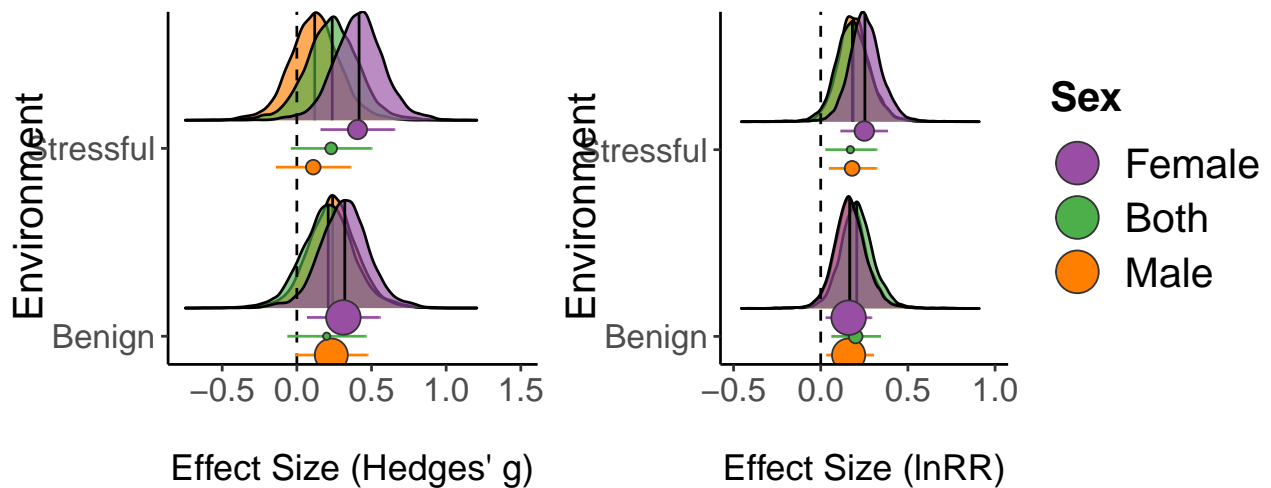 Environment
Stressful
Benign
−0.5 0.0 0.5 1.0 1.5
Effect Size (Hedges' g)
Environment
Stressful
Benign
−0.5 0.0 0.5 1.0
Effect Size (lnRR)
Sex
Female
Both
Male